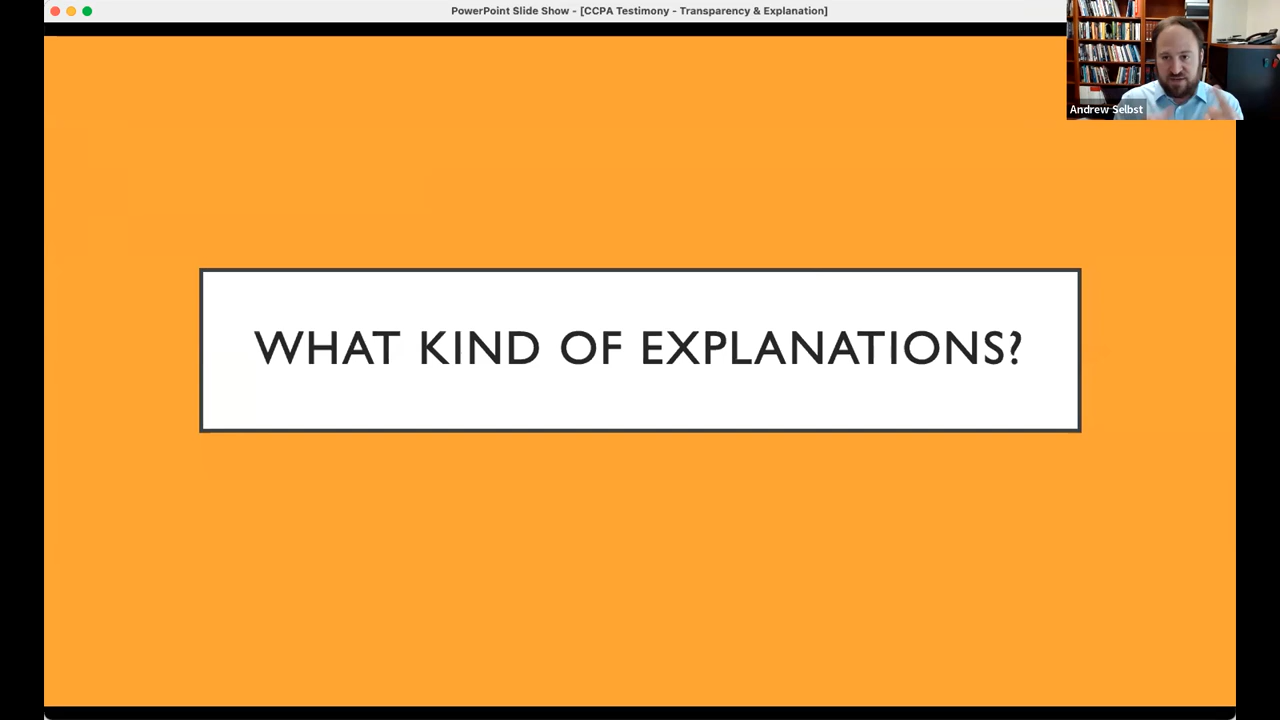 PowerPoint Slide Show - [CCPA Testimony - Transparency & Explanation]
Andrew Selbst
WHAT KIND OF EXPLANATIONS?